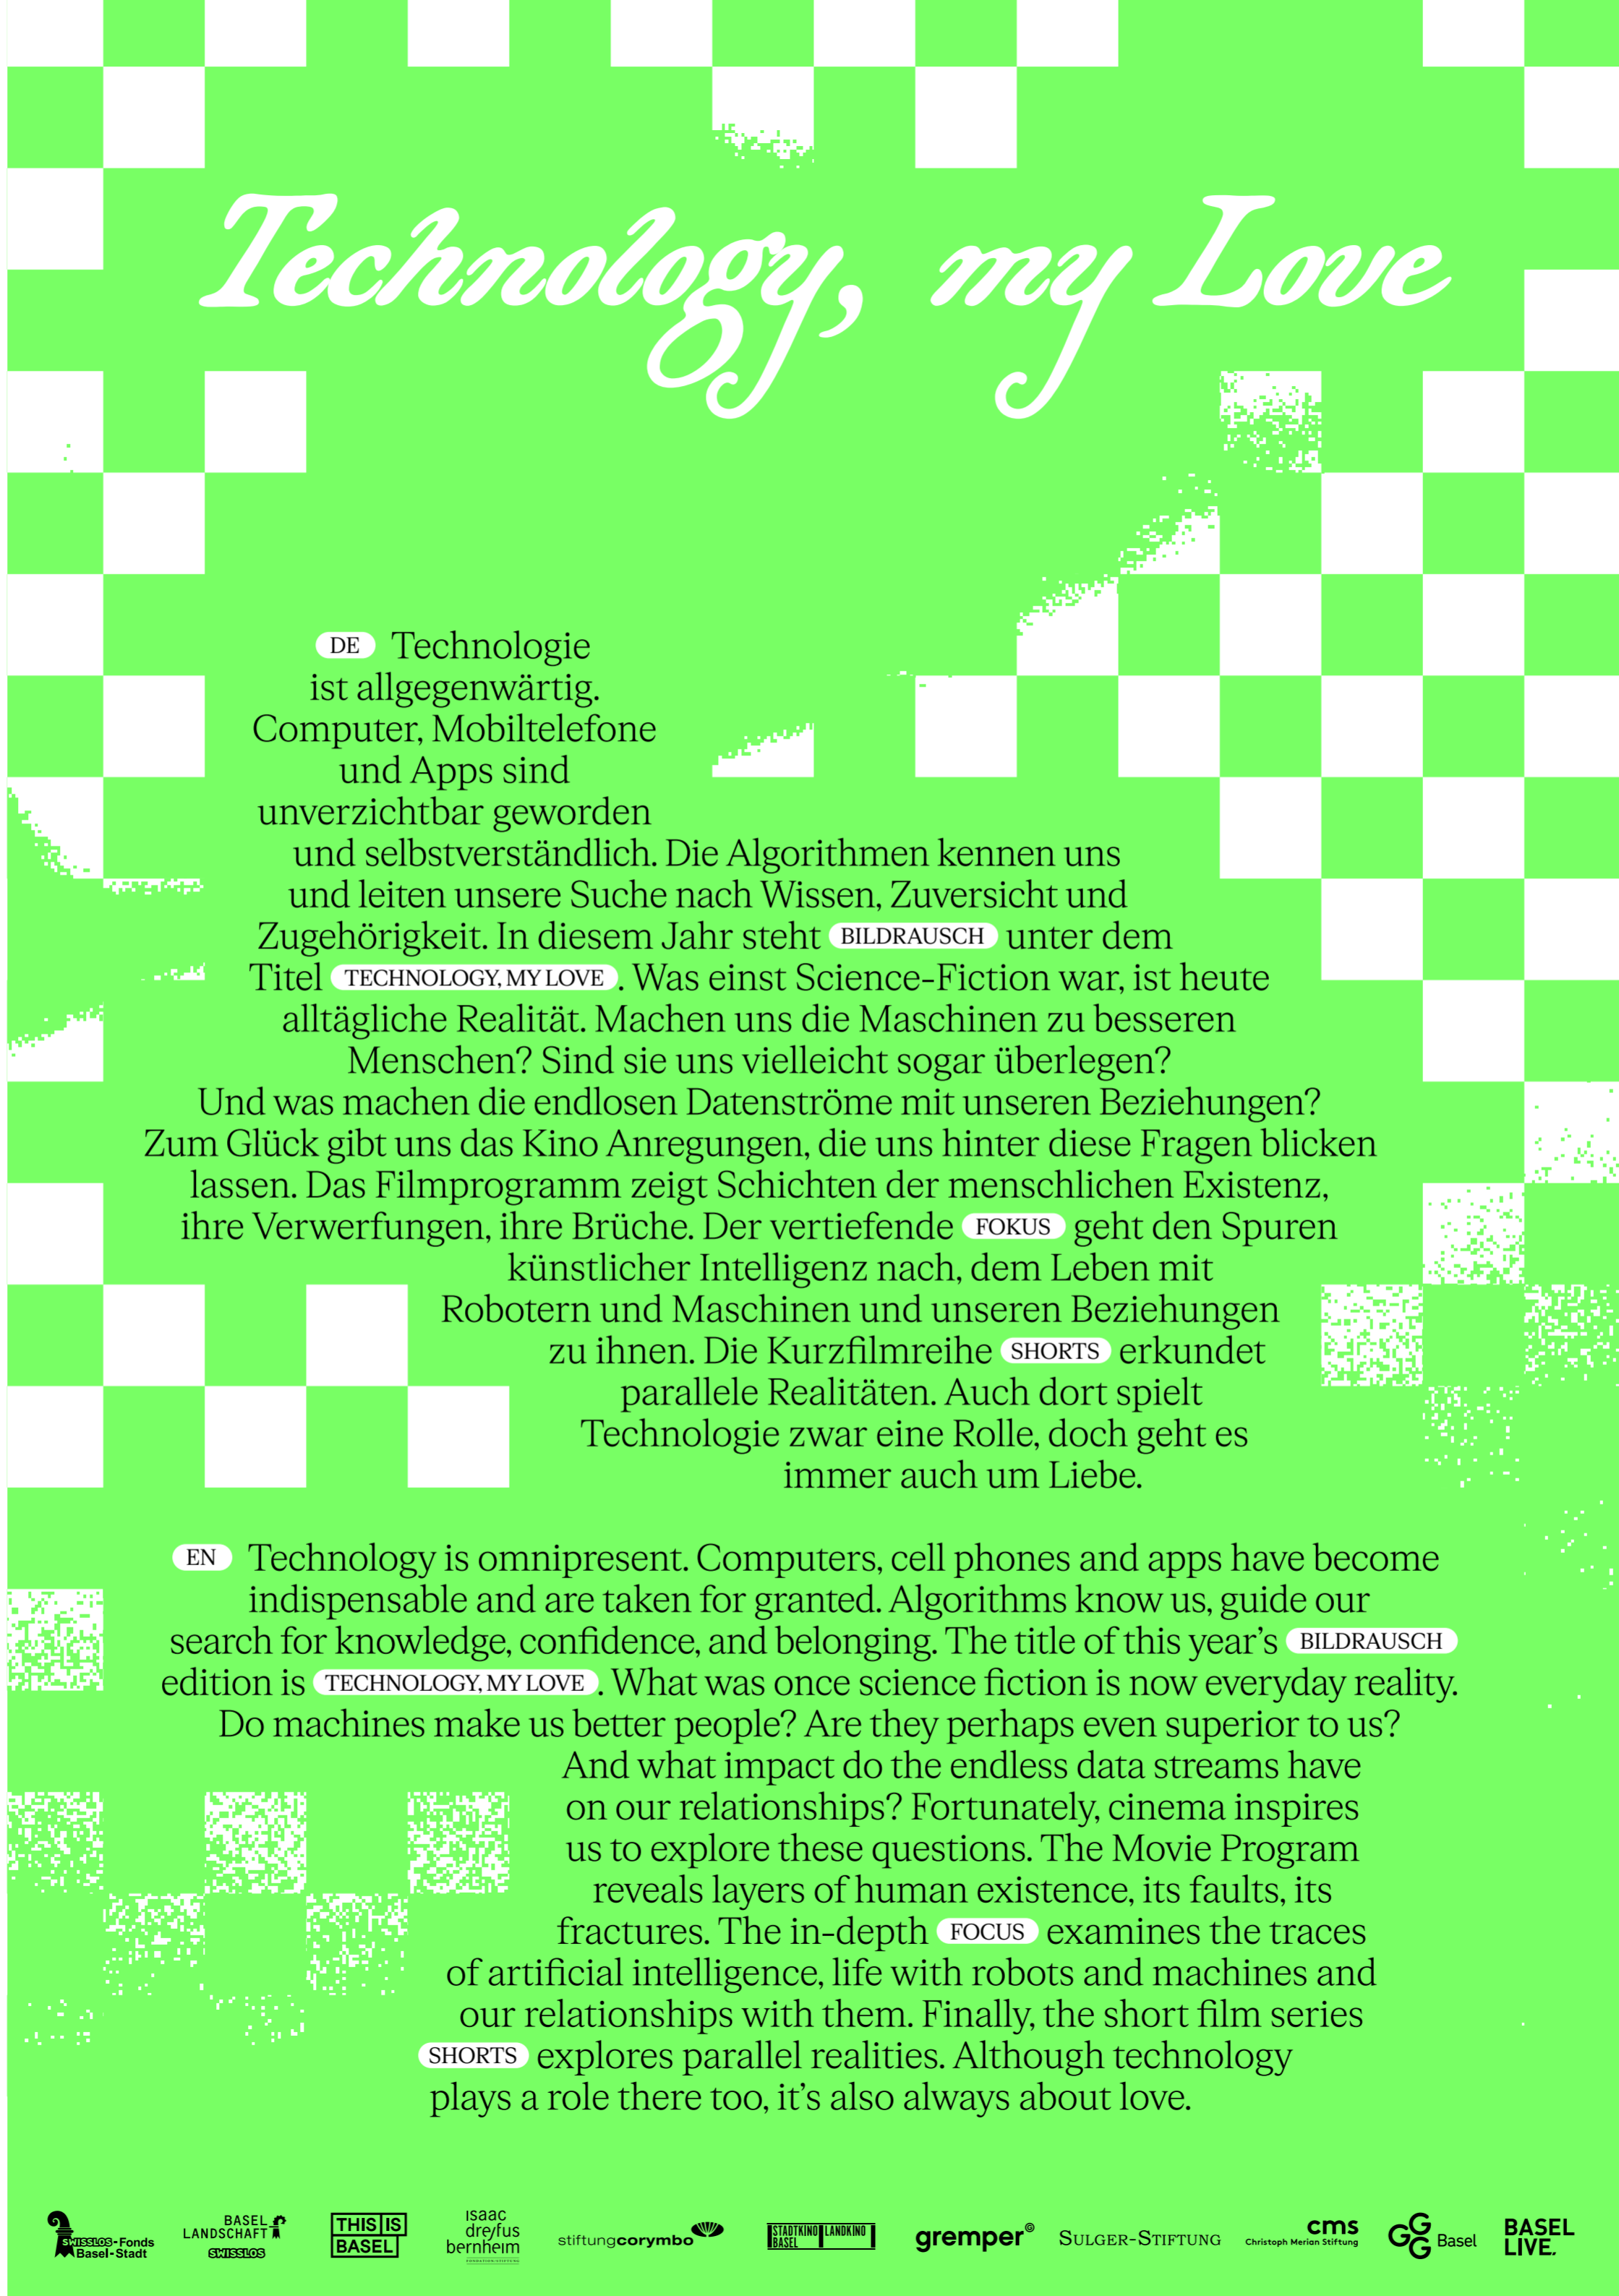 Technology, my Love
DE Technologie
ist allgegenwärtig.
Computer, Mobiltelefone
und Apps sind
unverzichtbar geworden
und selbstverständlich. Die Algorithmen kennen uns
und leiten unsere Suche nach Wissen, Zuversicht und
Zugehörigkeit. In diesem Jahr steht BILDRAUSCH unter dem
Titel TECHNOLOGY, MY LOVE. Was einst Science-Fiction war, ist heute
alltägliche Realität. Machen uns die Maschinen zu besseren
Menschen? Sind sie uns vielleicht sogar überlegen?
Und was machen die endlosen Datenströme mit unseren Beziehungen?
Zum Glück gibt uns das Kino Anregungen, die uns hinter diese Fragen blicken
lassen. Das Filmprogramm zeigt Schichten der menschlichen Existenz,
ihre Verwerfungen, ihre Brüche. Der vertiefende FOKUS geht den Spuren
künstlicher Intelligenz nach, dem Leben mit
Robotern und Maschinen und unseren Beziehungen
zu ihnen. Die Kurzfilmreihe SHORTS erkundet
parallele Realitäten. Auch dort spielt
Technologie zwar eine Rolle, doch geht es
immer auch um Liebe.
EN Technology is omnipresent. Computers, cell phones and apps have become
indispensable and are taken for granted. Algorithms know us, guide our
search for knowledge, confidence, and belonging. The title of this year's BILDRAUSCH
edition is TECHNOLOGY, MY LOVE. What was once science fiction is now everyday reality.
Do machines make us better people? Are they perhaps even superior to us?
And what impact do the endless data streams have
on our relationships? Fortunately, cinema inspires
us to explore these questions. The Movie Program
reveals layers of human existence, its faults, its
fractures. The in-depth FOCUS examines the traces
of artificial intelligence, life with robots and machines and
our relationships with them. Finally, the short film series
SHORTS explores parallel realities. Although technology
plays a role there too, it's also always about love.
SWISSLOS-Fonds
Basel-Stadt
BASEL
LANDSCHAFT
SWISSLOS
THIS IS
BASEL
isaac
dreyfus
bernheim
FONDATION-STIFTUNG
stiftungcorymbo
STADTKINO LANDKINO
BASEL
gremper
SULGER-STIFTUNG
cms
Christoph Merian Stiftung
GGG Basel
BASEL
LIVE.